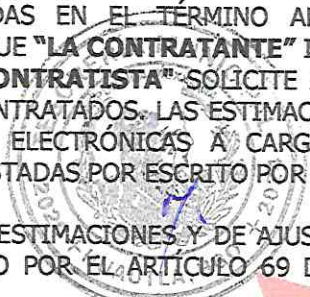 DAS EN EL TÉRMINO A
UE "LA CONTRATANTE"
ONTRATISTA" SOLICITE
NTRATADOS. LAS ESTIMAC
ELECTRÓNICAS A CARG
STADAS POR ESCRITO POR
ESTIMACIONES Y DE AJUS
O POR EL ARTÍCULO 69 D